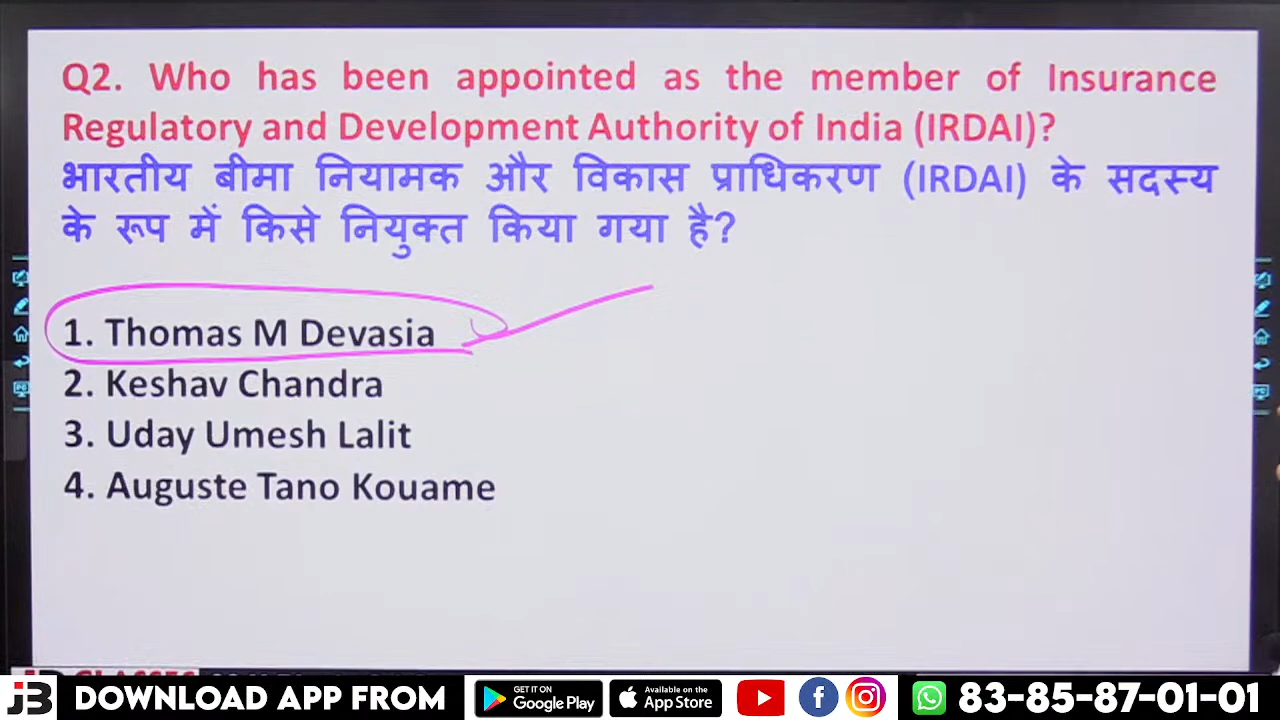 Q2. Who has been appointed as the member of Insurance
Regulatory and Development Authority of India (IRDAI)?
भारतीय बीमा नियामक और विकास प्राधिकरण (IRDAI) के सदस्य
के रूप में किसे नियुक्त किया गया है?
1. Thomas M Devasia
2. Keshav Chandra
3. Uday Umesh Lalit
4. Auguste Tano Kouame
JB DOWNLOAD APP FROM GET IT ON Google Play Available on the App Store 83-85-87-01-01